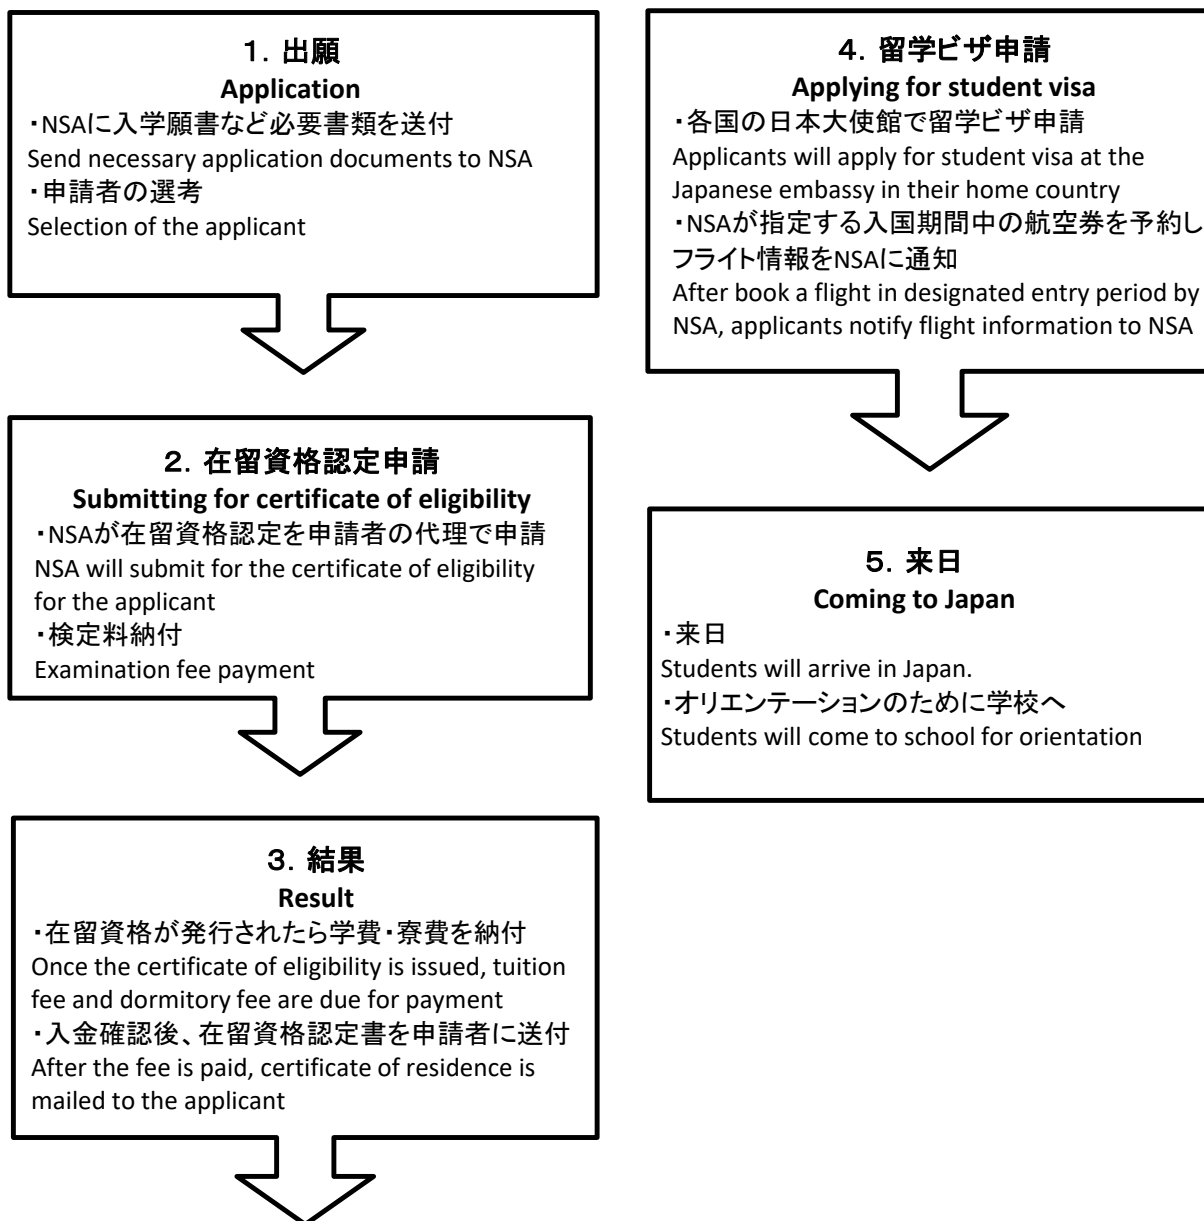 1．出願
Application
・NSAに入学願書など必要書類を送付
Send necessary application documents to NSA
・申請者の選考
Selection of the applicant
2．在留資格認定申請
Submitting for certificate of eligibility
・NSAが在留資格認定を申請者の代理で申請
NSA will submit for the certificate of eligibility
for the applicant
・検定料納付
Examination fee payment
3．結果
Result
・在留資格が発行されたら学費・寮費を納付
Once the certificate of eligibility is issued, tuition
fee and dormitory fee are due for payment
・入金確認後、在留資格認定書を申請者に送付
After the fee is paid, certificate of residence is
mailed to the applicant
4．留学ビザ申請
Applying for student visa
・各国の日本大使館で留学ビザ申請
Applicants will apply for student visa at the
Japanese embassy in their home country
・NSAが指定する入国期間中の航空券を予約し
フライト情報をNSAに通知
After book a flight in designated entry period by
NSA, applicants notify flight information to NSA
5．来日
Coming to Japan
・来日
Students will arrive in Japan.
・オリエンテーションのために学校へ
Students will come to school for orientation